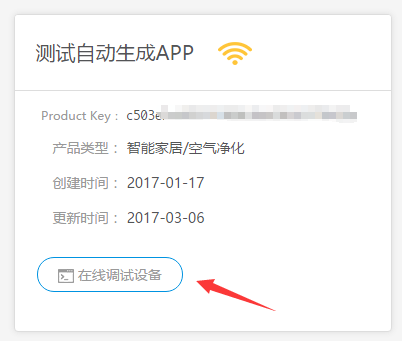 测试自动生成APP
Product Key： c503e
产品类型： 智能家居/空气净化
创建时间： 2017-01-17
更新时间： 2017-03-06
在线调试设备